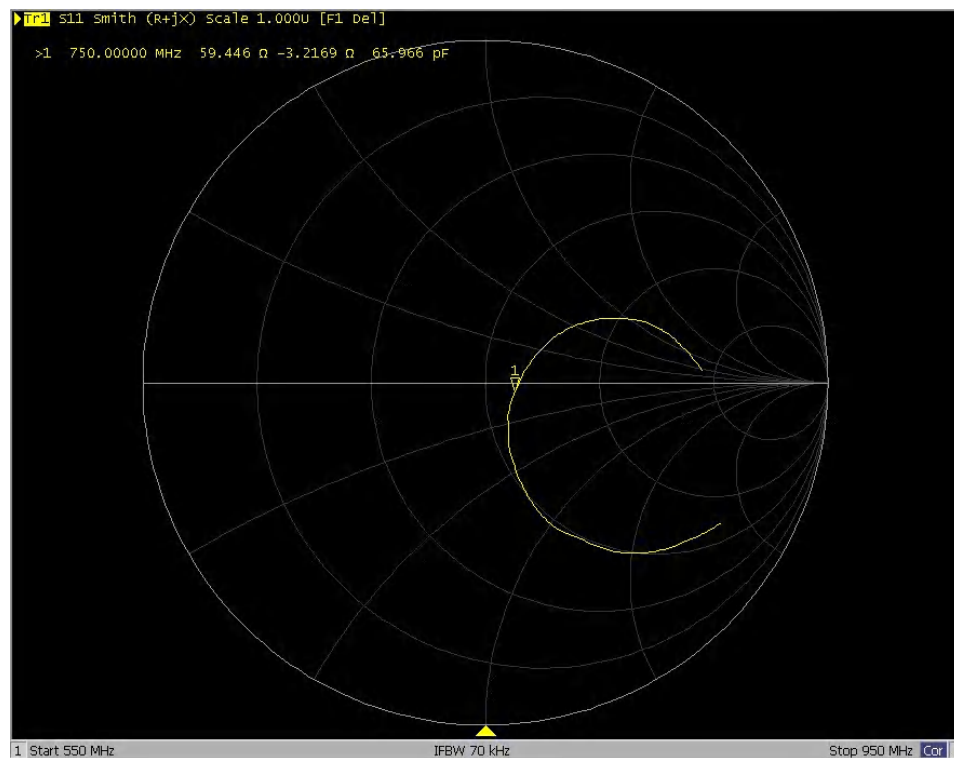 Tr1 S11 Smith (R+jX) Scale 1.000U [F1 Del]
>1 750.00000 MHz 59.446 Ω -3.2169 Ω 65.966 pF
1
1 Start 550 MHz IFBW 70 kHz Stop 950 MHz Cor